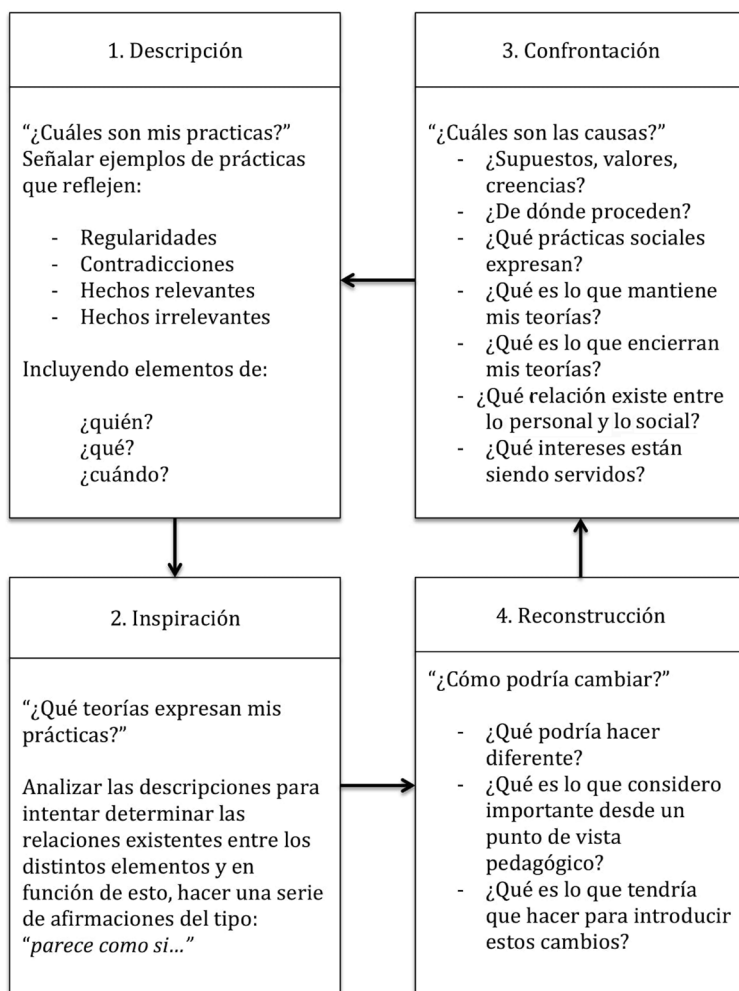 1. Descripción
“¿Cuáles son mis practicas?”
Señalar ejemplos de prácticas
que reflejen:
- Regularidades
- Contradicciones
- Hechos relevantes
- Hechos irrelevantes
Incluyendo elementos de:
¿quién?
¿qué?
¿cuándo?
2. Inspiración
“¿Qué teorías expresan mis
prácticas?”
Analizar las descripciones para
intentar determinar las
relaciones existentes entre los
distintos elementos y en
función de esto, hacer una serie
de afirmaciones del tipo:
“parece como si…”
3. Confrontación
“¿Cuáles son las causas?”
- ¿Supuestos, valores,
creencias?
- ¿De dónde proceden?
- ¿Qué prácticas sociales
expresan?
- ¿Qué es lo que mantiene
mis teorías?
- ¿Qué es lo que encierran
mis teorías?
- ¿Qué relación existe entre
lo personal y lo social?
- ¿Qué intereses están
siendo servidos?
4. Reconstrucción
“¿Cómo podría cambiar?”
- ¿Qué podría hacer
diferente?
- ¿Qué es lo que considero
importante desde un
punto de vista
pedagógico?
- ¿Qué es lo que tendría
que hacer para introducir
estos cambios?